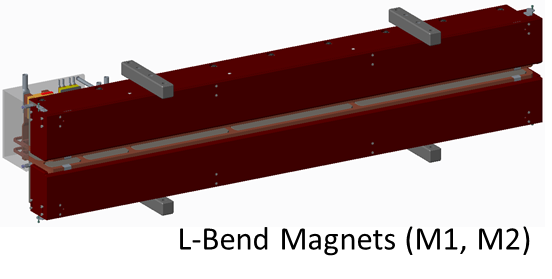 L-Bend Magnets (M1, M2)